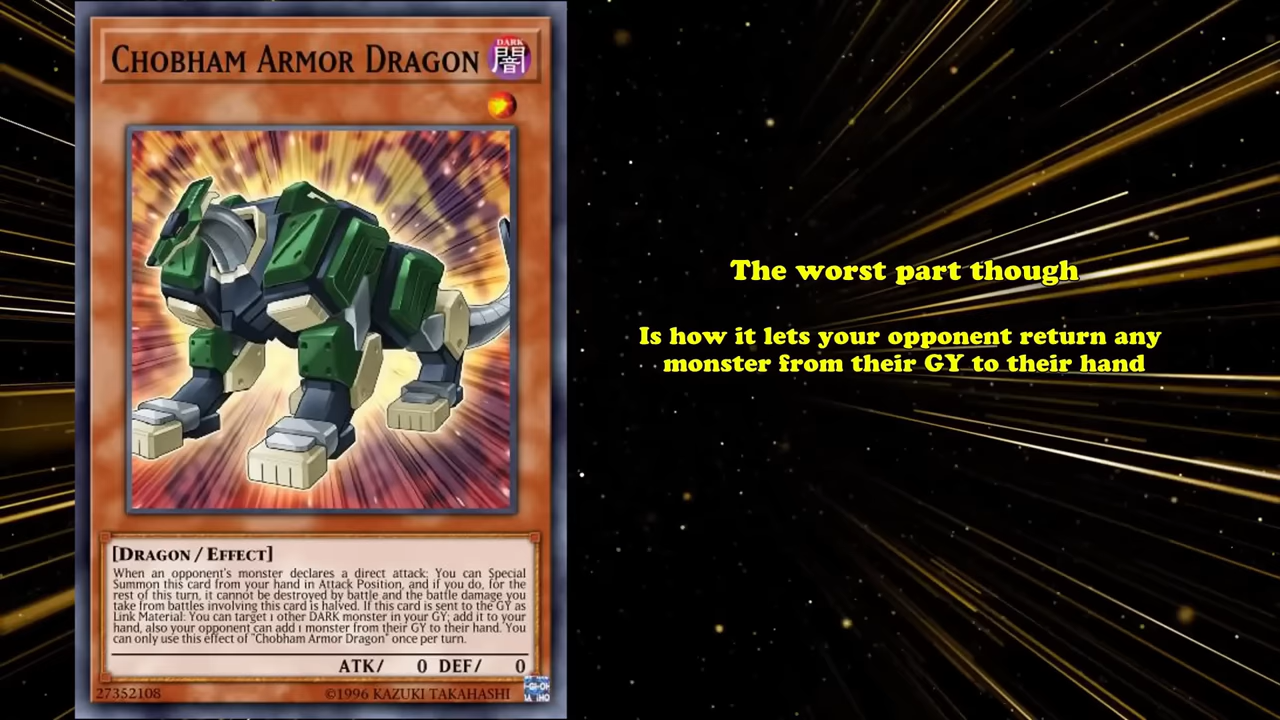 Chobham Armor Dragon
DARK
闇
The worst part though
Is how it lets your opponent return any
monster from their GY to their hand
[Dragon / Effect]
When an opponent's monster declares a direct attack: You can Special
Summon this card from your hand in Attack Position, and if you do, for the
rest of this turn, it cannot be destroyed by battle and the battle damage you
take from battles involving this card is halved. If this card is sent to the GY as
Link Material: You can target 1 other DARK monster in your GY; add it to your
hand, also your opponent can add 1 monster from their GY to their hand. You
can only use this effect of "Chobham Armor Dragon" once per turn.
ATK/ 0 DEF/ 0
27352108 ©1996 KAZUKI TAKAHASHI